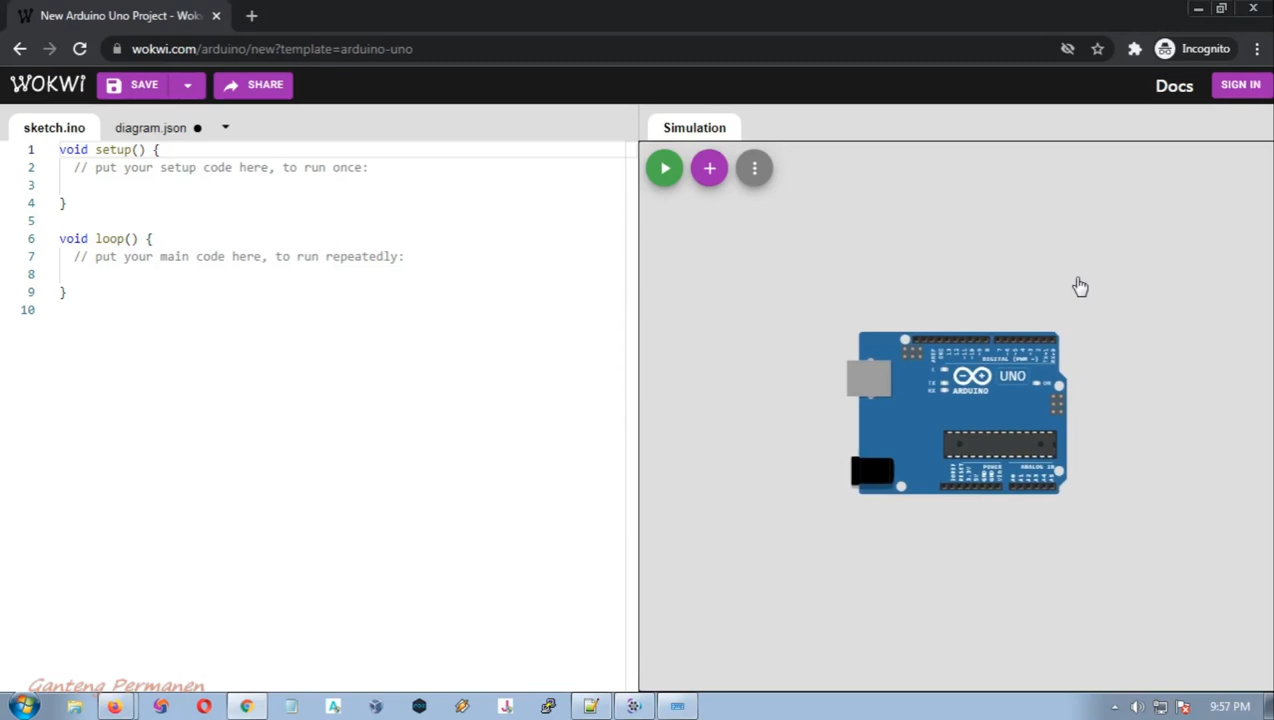 New Arduino Uno Project - Wok
wokwi.com/arduino/new?template=arduino-uno
Incognito
WOKWI
SAVE
SHARE
Docs
SIGN IN
sketch.ino
diagram.json
Simulation
1 void setup() {
2 // put your setup code here, to run once:
3
4 }
5
6 void loop() {
7 // put your main code here, to run repeatedly:
8
9 }
10
DIGITAL (PWM ~)
L
TX
RX
UNO
ON
ARDUINO
POWER
ANALOG IN
Ganteng Permanen
9:57 PM